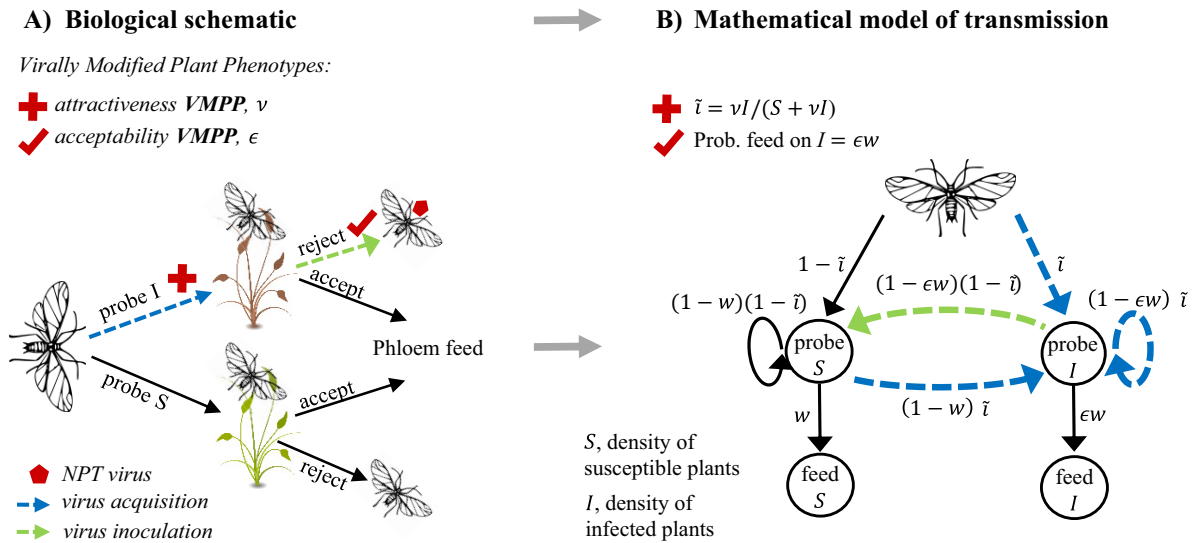 A) Biological schematic
Virally Modified Plant Phenotypes:
attractiveness VMPP, ν
acceptability VMPP, ϵ
probe I
reject
accept
Phloem feed
probe S
accept
reject
NPT virus
virus acquisition
virus inoculation
B) Mathematical model of transmission
ĩ = νI/(S + νI)
Prob. feed on I = ϵw
1 − ĩ
ĩ
(1 − w)(1 − ĩ)
(1 − ϵw)(1 − ĩ)
(1 − ϵw) ĩ
probe
S
probe
I
(1 − w) ĩ
w
ϵw
feed
S
feed
I
S, density of
susceptible plants
I, density of
infected plants